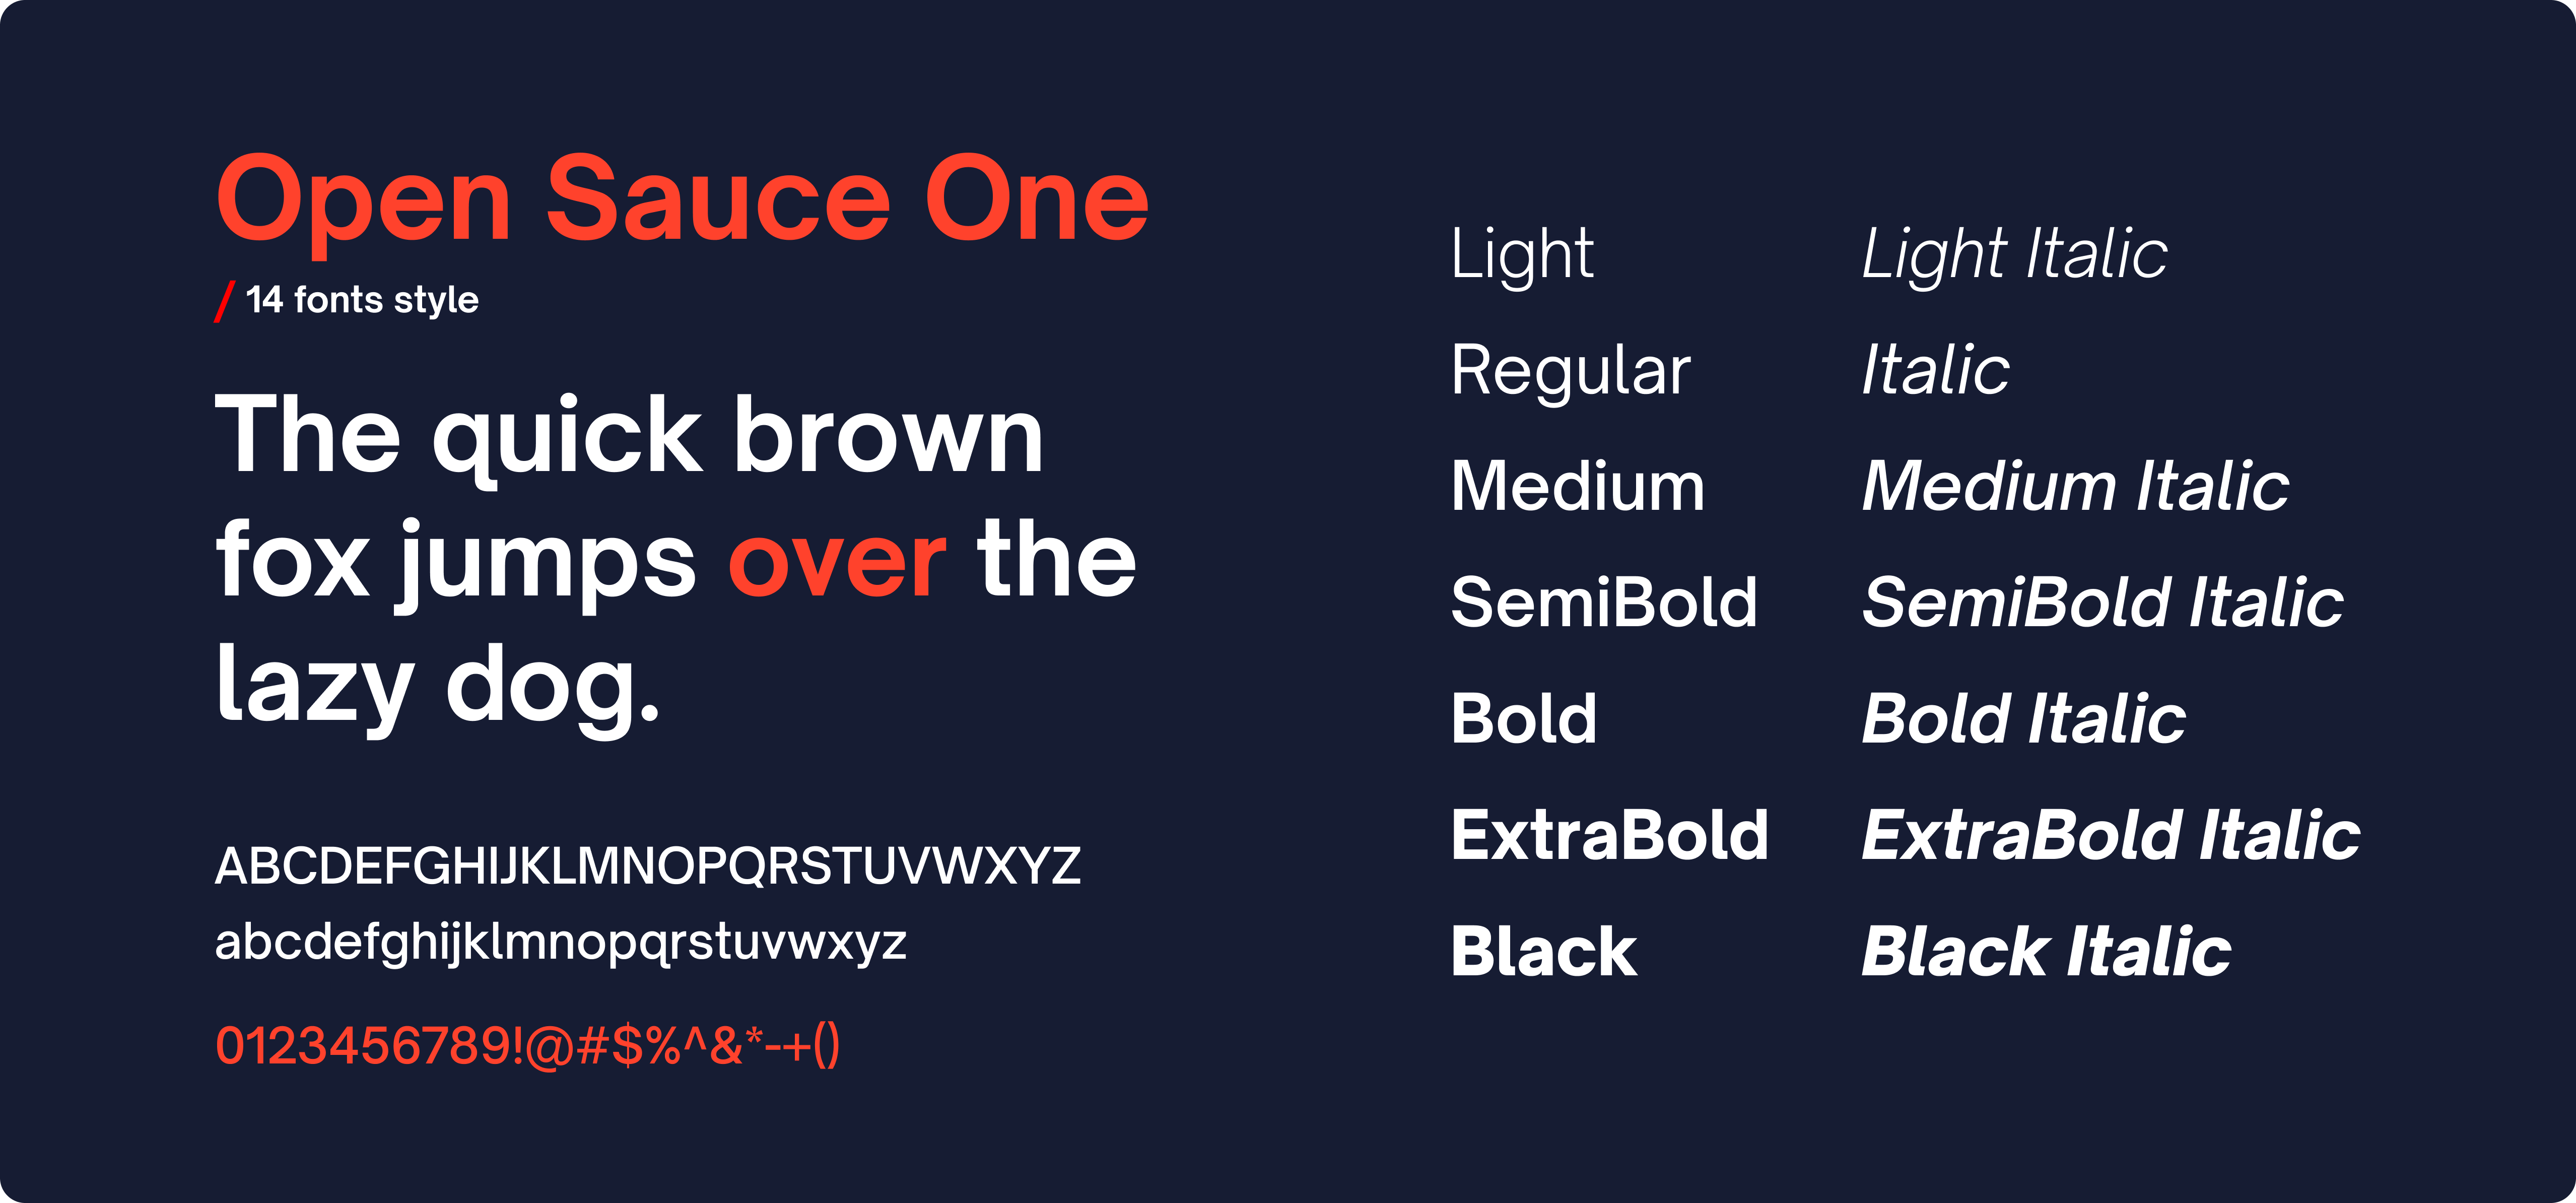 Open Sauce One
/ 14 fonts style
The quick brown
fox jumps over the
lazy dog.
ABCDEFGHIJKLMNOPQRSTUVWXYZ
abcdefghijklmnopqrstuvwxyz
0123456789!@#$%^&*-+()
Light
Light Italic
Regular
Italic
Medium
Medium Italic
SemiBold
SemiBold Italic
Bold
Bold Italic
ExtraBold
ExtraBold Italic
Black
Black Italic